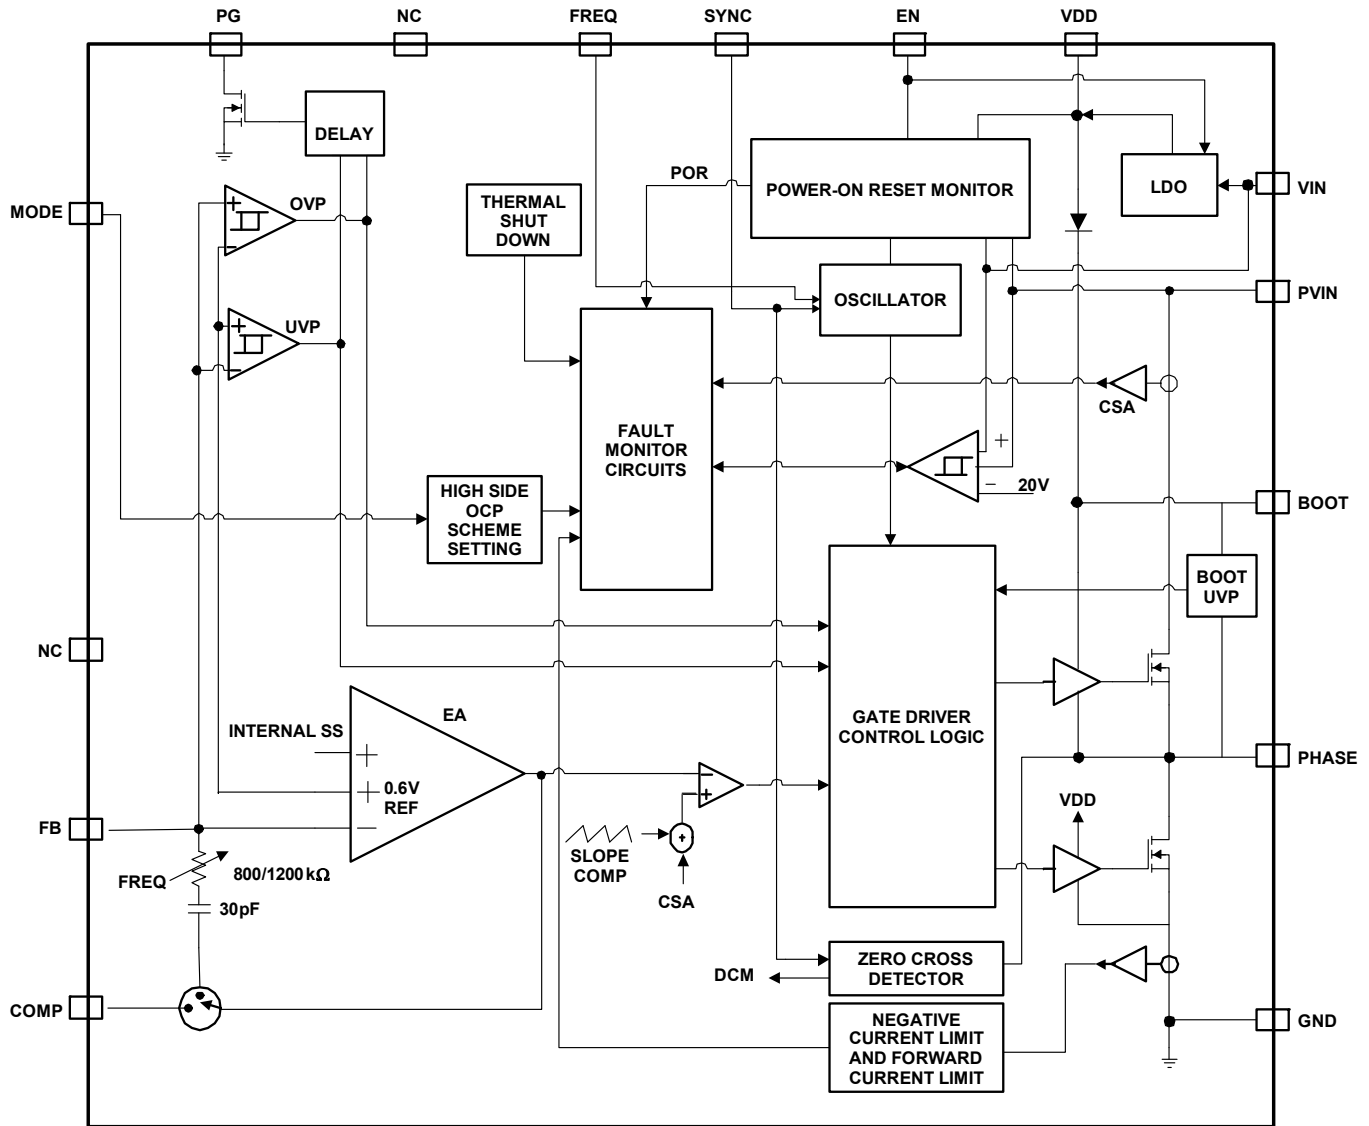 PG
NC
FREQ
SYNC
EN
VDD
DELAY
POR
POWER-ON RESET MONITOR
LDO
VIN
MODE
+
OVP
−
THERMAL
SHUT
DOWN
OSCILLATOR
PVIN
+
UVP
−
CSA
FAULT
MONITOR
CIRCUITS
+
−
20V
HIGH SIDE
OCP
SCHEME
SETTING
BOOT
BOOT
UVP
NC
INTERNAL SS
EA
+
+
0.6V
REF
−
GATE DRIVER
CONTROL LOGIC
−
+
PHASE
FB
VDD
+
SLOPE
COMP
CSA
FREQ
800/1200kΩ
30pF
DCM
ZERO CROSS
DETECTOR
COMP
NEGATIVE
CURRENT LIMIT
AND FORWARD
CURRENT LIMIT
GND